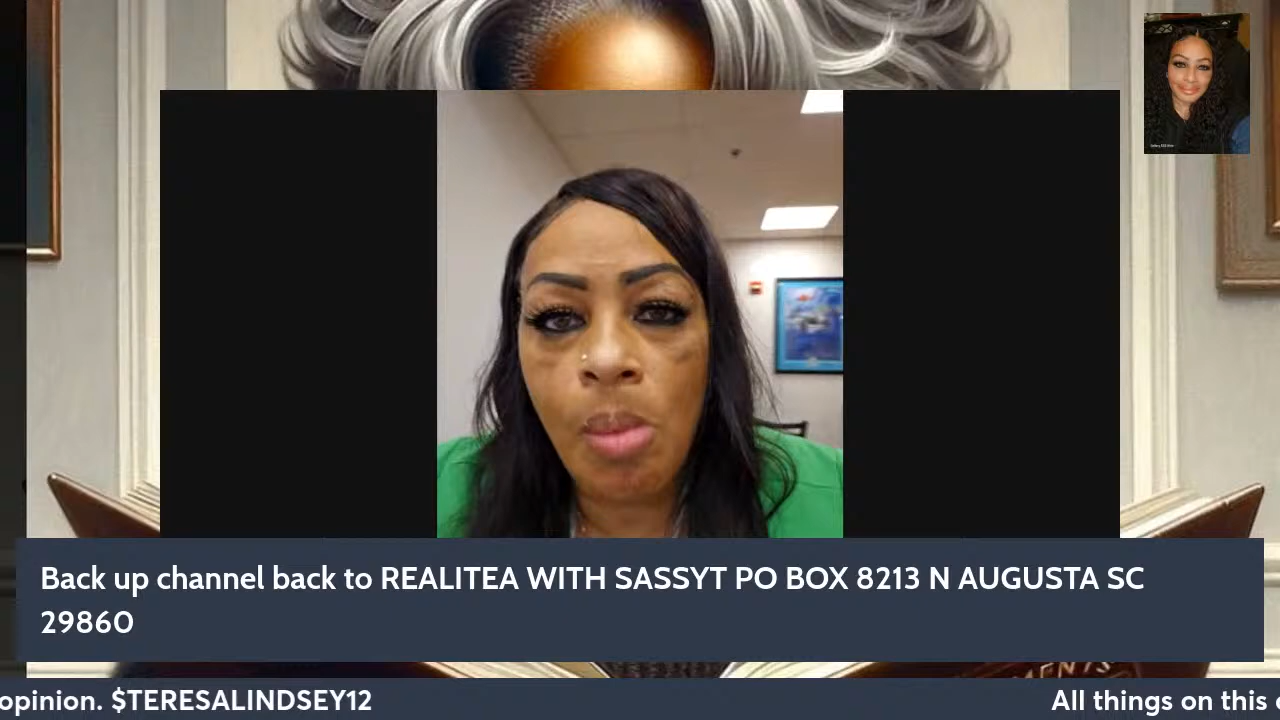 Back up channel back to REALITEA WITH SASSYT PO BOX 8213 N AUGUSTA SC
29860
opinion. $TERESALINDSEY12
All things on this